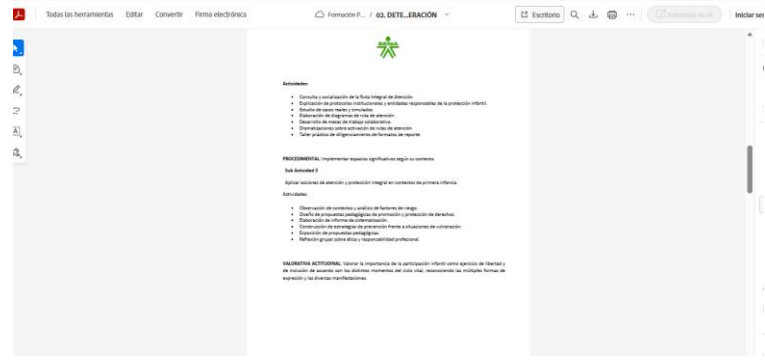 Todas las herramientas Editar Convertir Firma electrónica
Formación P... / 02. DETE...ERACIÓN
Escritorio
Iniciar ses
SENA
Actividades:
• Consulta y socialización de la Ruta Integral de Atención.
• Explicación de protocolos institucionales y entidades responsables de la protección infantil.
• Estudio de casos reales y simulados.
• Elaboración de diagramas de ruta de atención.
• Desarrollo de mesas de trabajo colaborativo.
• Dramatizaciones sobre activación de rutas de atención.
• Taller práctico de diligenciamiento de formatos de reporte.
PROCEDIMENTAL: Implementar espacios significativos según su contexto.
Sub Actividad 3
Aplicar acciones de atención y protección integral en contextos de primera infancia.
Actividades:
• Observación de contextos y análisis de factores de riesgo.
• Diseño de propuestas pedagógicas de promoción y protección de derechos.
• Elaboración de informe de sistematización.
• Construcción de estrategias de prevención frente a situaciones de vulneración.
• Exposición de propuestas pedagógicas.
• Reflexión grupal sobre ética y responsabilidad profesional.
VALORATIVA ACTITUDINAL: Valorar la importancia de la participación infantil como ejercicio de libertad y
de inclusión de acuerdo con los distintos momentos del ciclo vital, reconociendo las múltiples formas de
expresión y las diversas manifestaciones.